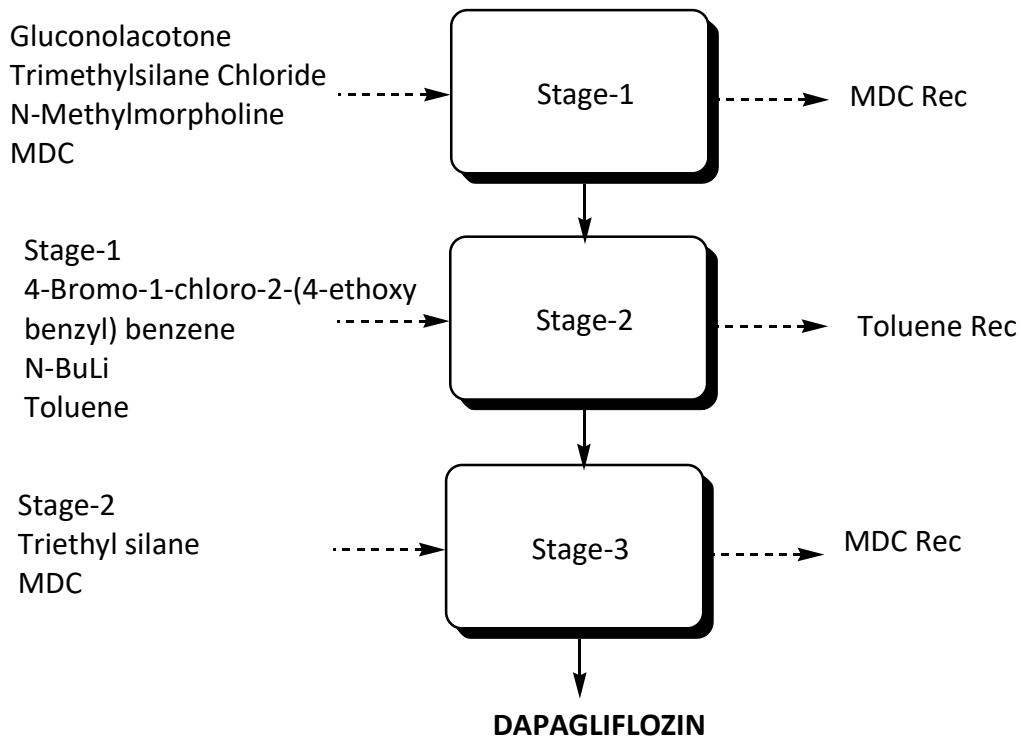 Gluconolacotone
Trimethylsilane Chloride
N-Methylmorpholine
MDC
Stage-1
MDC Rec
Stage-1
4-Bromo-1-chloro-2-(4-ethoxy
benzyl) benzene
N-BuLi
Toluene
Stage-2
Toluene Rec
Stage-2
Triethyl silane
MDC
Stage-3
MDC Rec
DAPAGLIFLOZIN